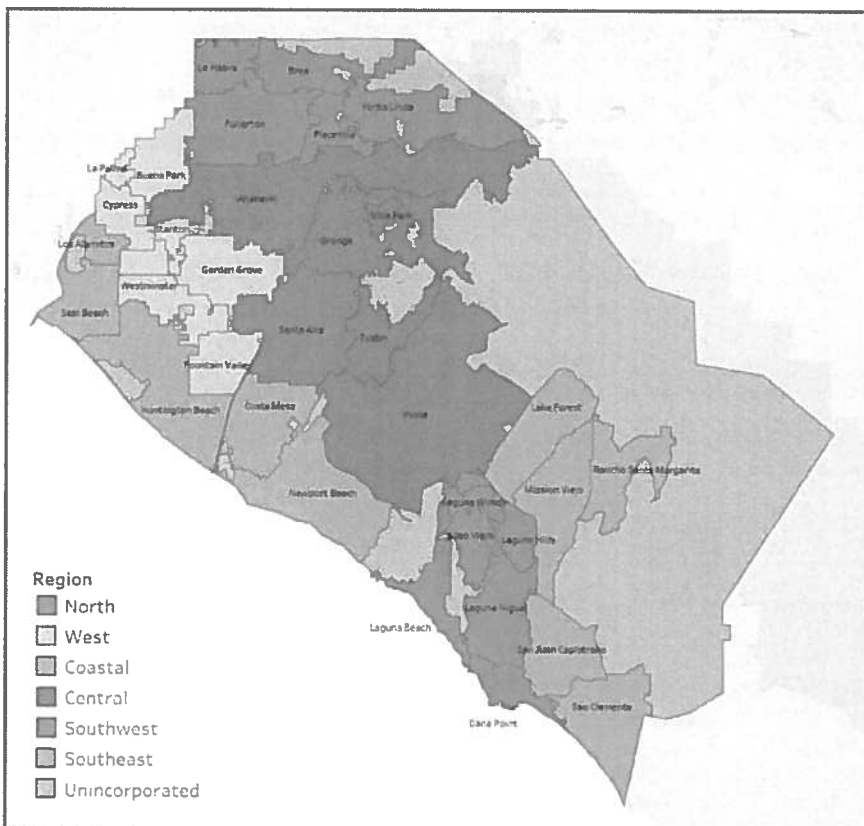 La Habra
Brea
Yorba Linda
Fullerton
Placentia
La Palma
Buena Park
Cypress
Anaheim
Villa Park
Stanton
Los Alamitos
Orange
Garden Grove
Westminster
Seal Beach
Santa Ana
Tustin
Fountain Valley
Huntington Beach
Costa Mesa
Irvine
Lake Forest
Rancho Santa Margarita
Newport Beach
Mission Viejo
Laguna Woods
Aliso Viejo
Laguna Hills
Laguna Niguel
Laguna Beach
San Juan Capistrano
San Clemente
Dana Point
Region
North
West
Coastal
Central
Southwest
Southeast
Unincorporated